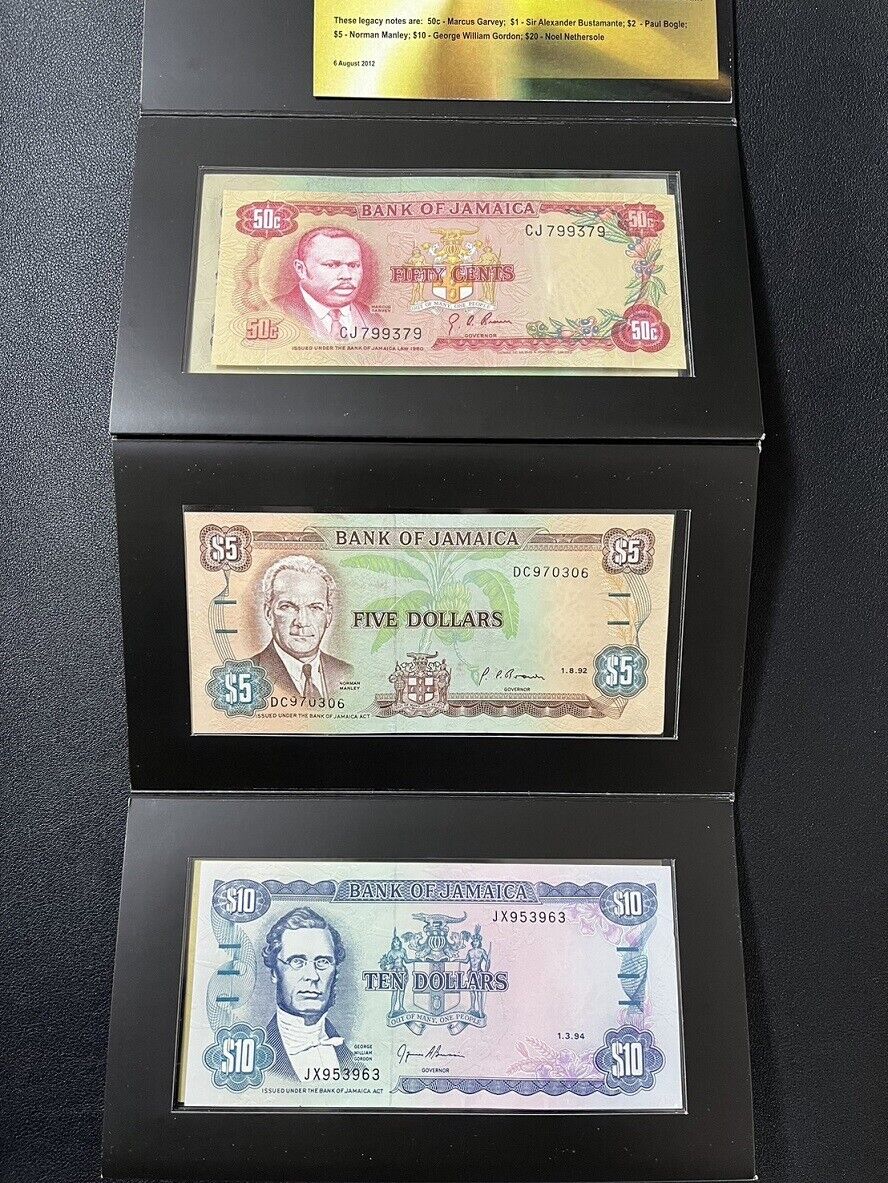 These legacy notes are: 50c - Marcus Garvey; $1 - Sir Alexander Bustamante; $2 - Paul Bogle;
$5 - Norman Manley; $10 - George William Gordon; $20 - Noel Nethersole
6 August 2012
50c BANK OF JAMAICA 50c
CJ799379
FIFTY CENTS
MARCUS
GARVEY
OUT OF MANY, ONE PEOPLE
50c CJ799379 GOVERNOR 50c
ISSUED UNDER THE BANK OF JAMAICA LAW 1960
$5 BANK OF JAMAICA $5
DC970306
FIVE DOLLARS
1.8.92
NORMAN
MANLEY
GOVERNOR
$5 DC970306 $5
ISSUED UNDER THE BANK OF JAMAICA ACT
$10 BANK OF JAMAICA $10
JX953963
TEN DOLLARS
OUT OF MANY, ONE PEOPLE
1.3.94
GEORGE
WILLIAM
GORDON
GOVERNOR
$10 JX953963 $10
ISSUED UNDER THE BANK OF JAMAICA ACT